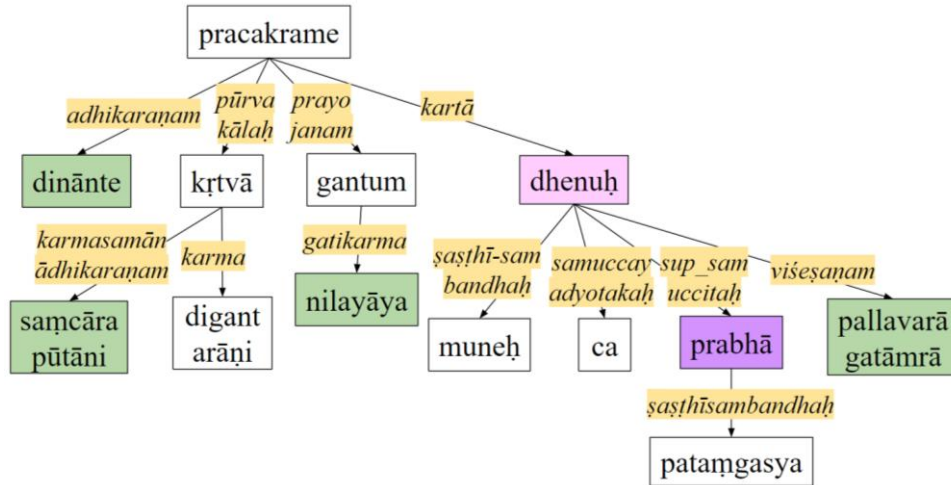 pracakrame
adhikaraṇam
pūrva
kālaḥ
prayo
janam
kartā
dinānte
kṛtvā
gantum
dhenuḥ
karmasamān
ādhikaraṇam
karma
gatikarma
ṣaṣṭhī-sam
bandhaḥ
samuccay
adyotakaḥ
sup_sam
uccitaḥ
viśeṣaṇam
saṃcāra
pūtāni
digant
arāṇi
nilayāya
muneḥ
ca
prabhā
pallavarā
gatāmrā
ṣaṣṭhīsambandhaḥ
pataṃgasya